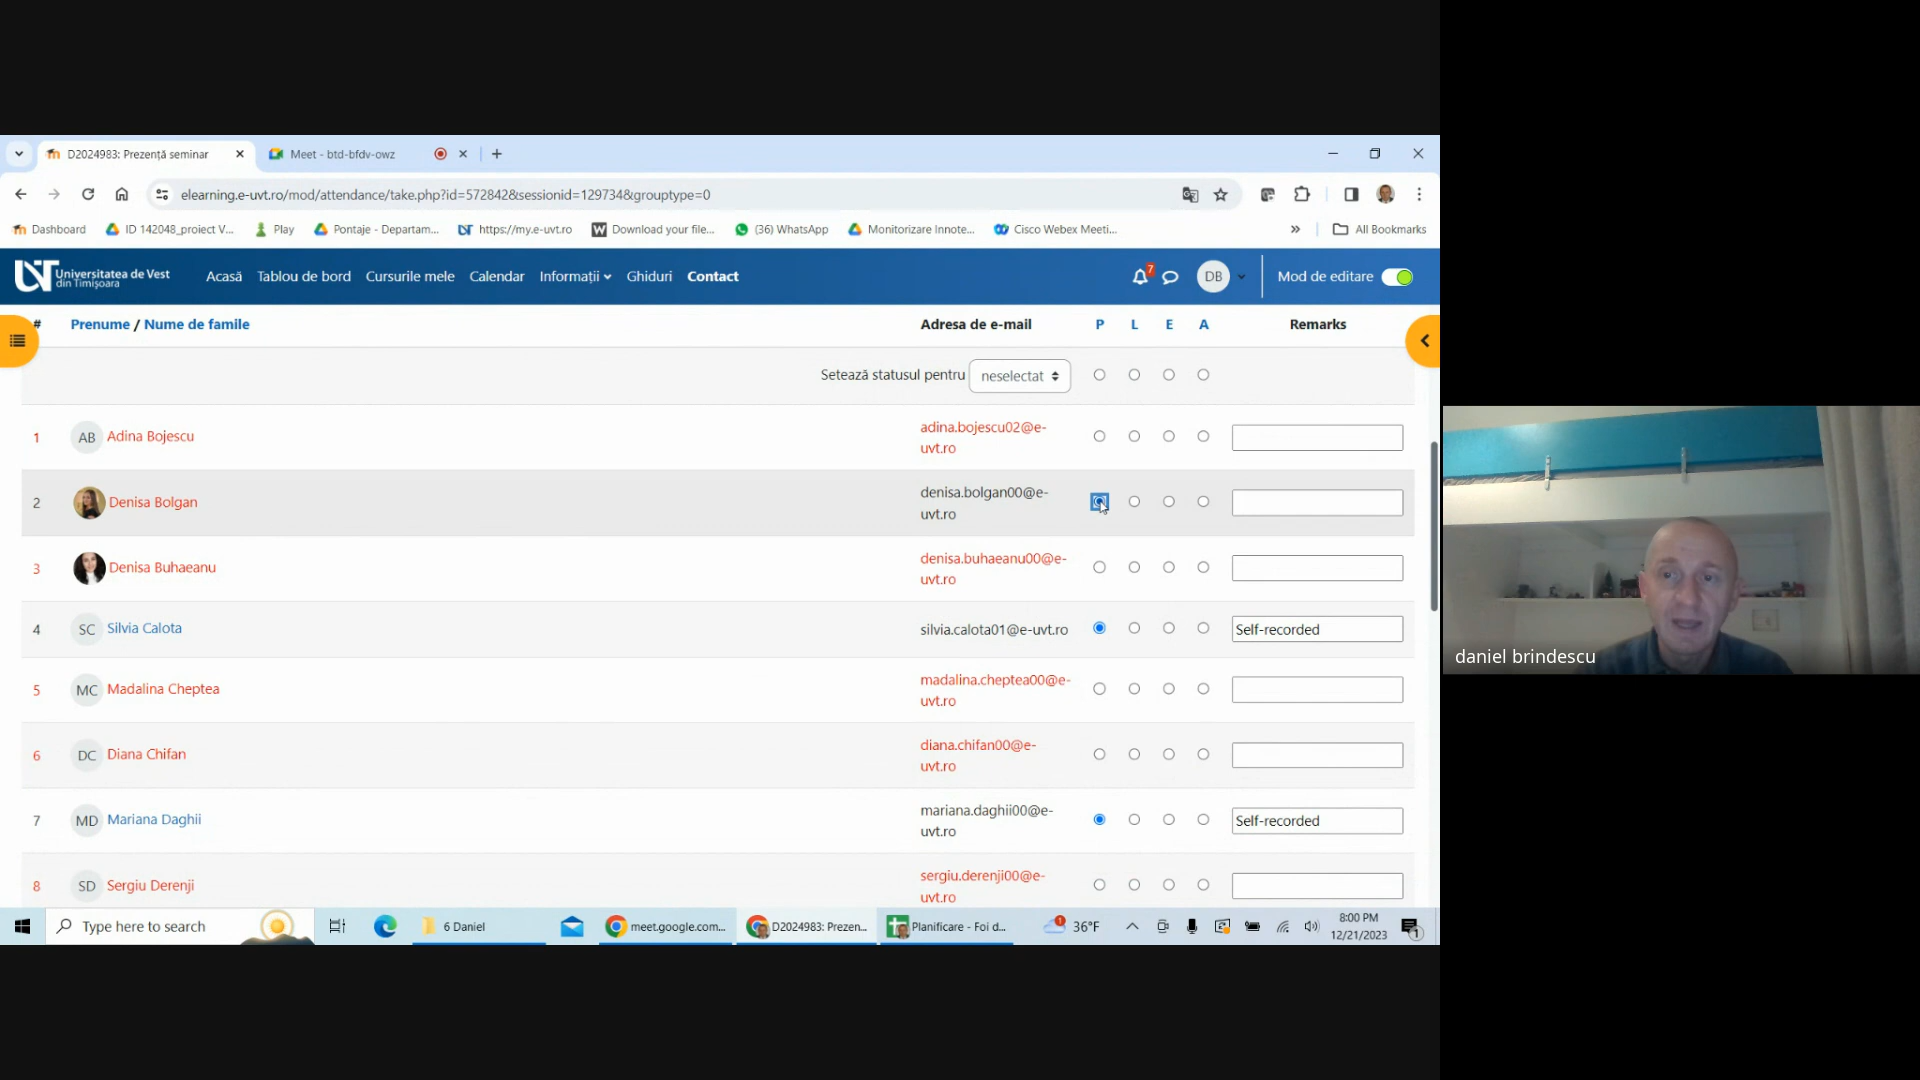 D2024983: Prezență seminar
Meet - btd-bfdv-owz
elearning.e-uvt.ro/mod/attendance/take.php?id=572842&sessionid=129734&grouptype=0
Dashboard
ID 142048_proiect V...
Play
Pontaje - Departam...
https://my.e-uvt.ro
Download your file...
(36) WhatsApp
Monitorizare Innote...
Cisco Webex Meeti...
»
All Bookmarks
Universitatea de Vest
din Timișoara
Acasă
Tablou de bord
Cursurile mele
Calendar
Informații
Ghiduri
Contact
7
DB
Mod de editare
# Prenume / Nume de famile Adresa de e-mail P L E A Remarks
Setează statusul pentru neselectat
1 AB Adina Bojescu adina.bojescu02@e-
uvt.ro
2 Denisa Bolgan denisa.bolgan00@e-
uvt.ro
3 Denisa Buhaeanu denisa.buhaeanu00@e-
uvt.ro
4 SC Silvia Calota silvia.calota01@e-uvt.ro Self-recorded
5 MC Madalina Cheptea madalina.cheptea00@e-
uvt.ro
6 DC Diana Chifan diana.chifan00@e-
uvt.ro
7 MD Mariana Daghii mariana.daghii00@e-
uvt.ro Self-recorded
8 SD Sergiu Derenji sergiu.derenji00@e-
uvt.ro
Type here to search
6 Daniel
meet.google.com...
D2024983: Prezen...
Planificare - Foi d...
1
36°F
8:00 PM
12/21/2023
1
daniel brindescu